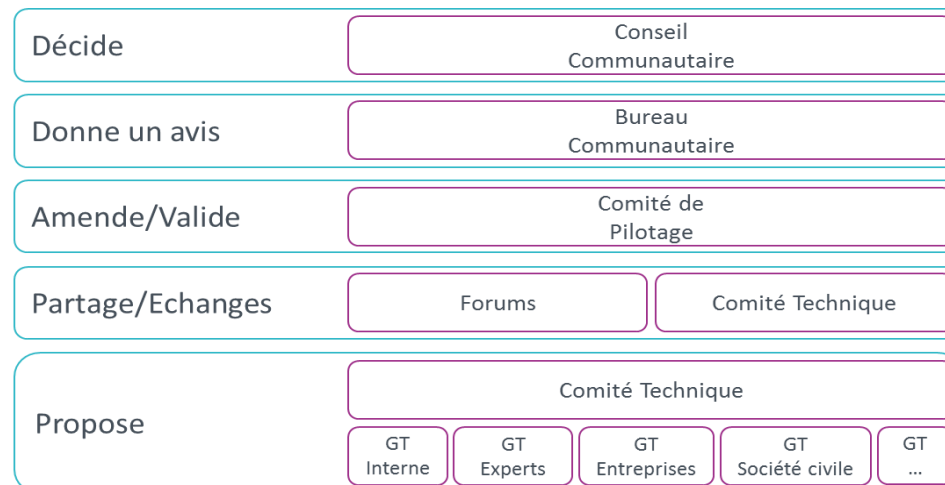 Décide
Conseil
Communautaire
Donne un avis
Bureau
Communautaire
Amende/Valide
Comité de
Pilotage
Partage/Echanges
Forums
Comité Technique
Propose
Comité Technique
GT
Interne
GT
Experts
GT
Entreprises
GT
Société civile
GT
...